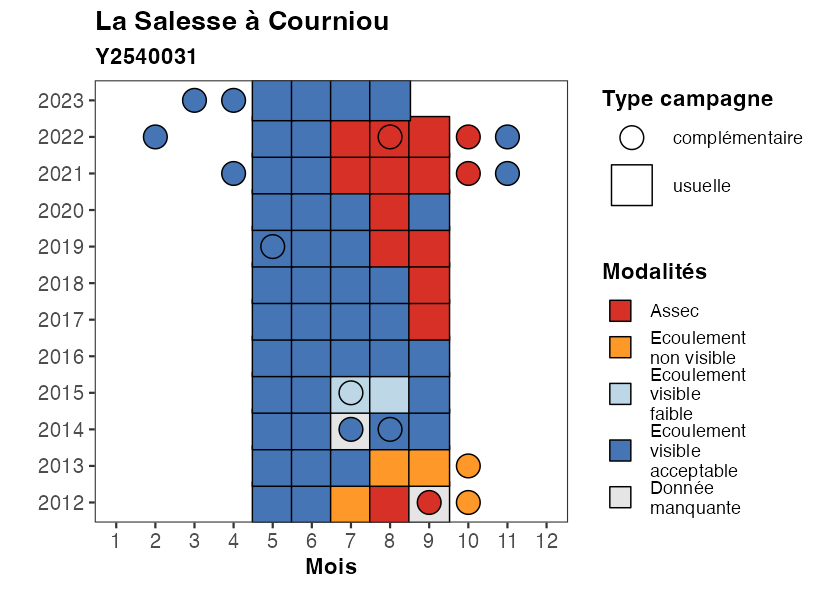 La Salesse à Courniou
Y2540031
2023
2022
2021
2020
2019
2018
2017
2016
2015
2014
2013
2012
1 2 3 4 5 6 7 8 9 10 11 12
Mois
Type campagne
complémentaire
usuelle
Modalités
Assec
Ecoulement
non visible
Ecoulement
visible
faible
Ecoulement
visible
acceptable
Donnée
manquante